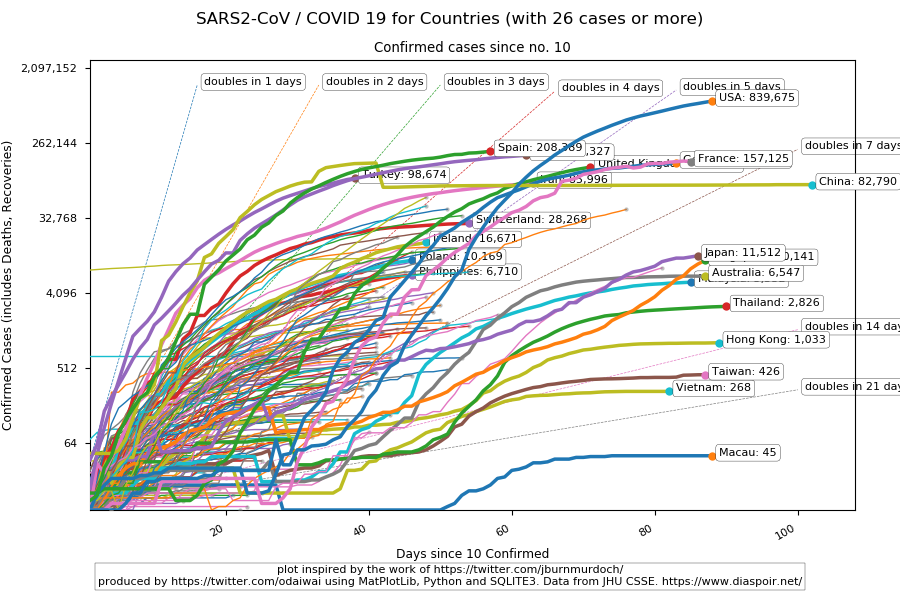 SARS2-CoV / COVID 19 for Countries (with 26 cases or more)
Confirmed cases since no. 10
Confirmed Cases (includes Deaths, Recoveries)
2,097,152
262,144
32,768
4,096
512
64
doubles in 1 days
doubles in 2 days
doubles in 3 days
doubles in 4 days
doubles in 5 days
doubles in 7 days
doubles in 14 days
doubles in 21 days
USA: 839,675
Spain: 208,389
,327
United Kingd
France: 157,125
Turkey: 98,674
Iran: 85,996
China: 82,790
Switzerland: 28,268
Ireland: 16,671
Poland: 10,169
Philippines: 6,710
Japan: 11,512
0,141
Australia: 6,547
Thailand: 2,826
Hong Kong: 1,033
Taiwan: 426
Vietnam: 268
Macau: 45
20
40
60
80
100
Days since 10 Confirmed
plot inspired by the work of https://twitter.com/jburnmurdoch/
produced by https://twitter.com/odaiwai using MatPlotLib, Python and SQLITE3. Data from JHU CSSE. https://www.diaspoir.net/